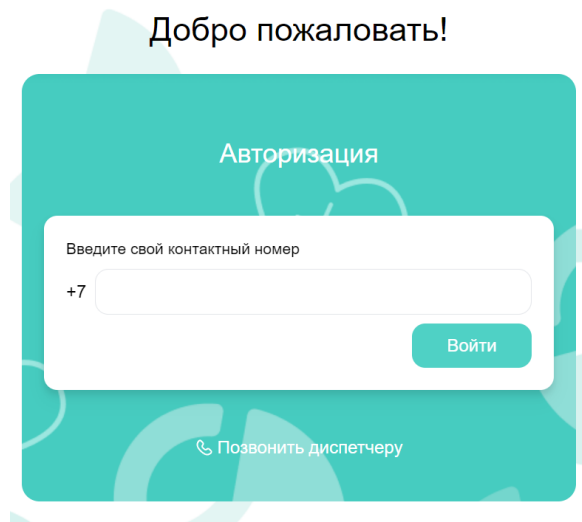 Добро пожаловать!
Авторизация
Введите свой контактный номер
+7
Войти
Позвонить диспетчеру